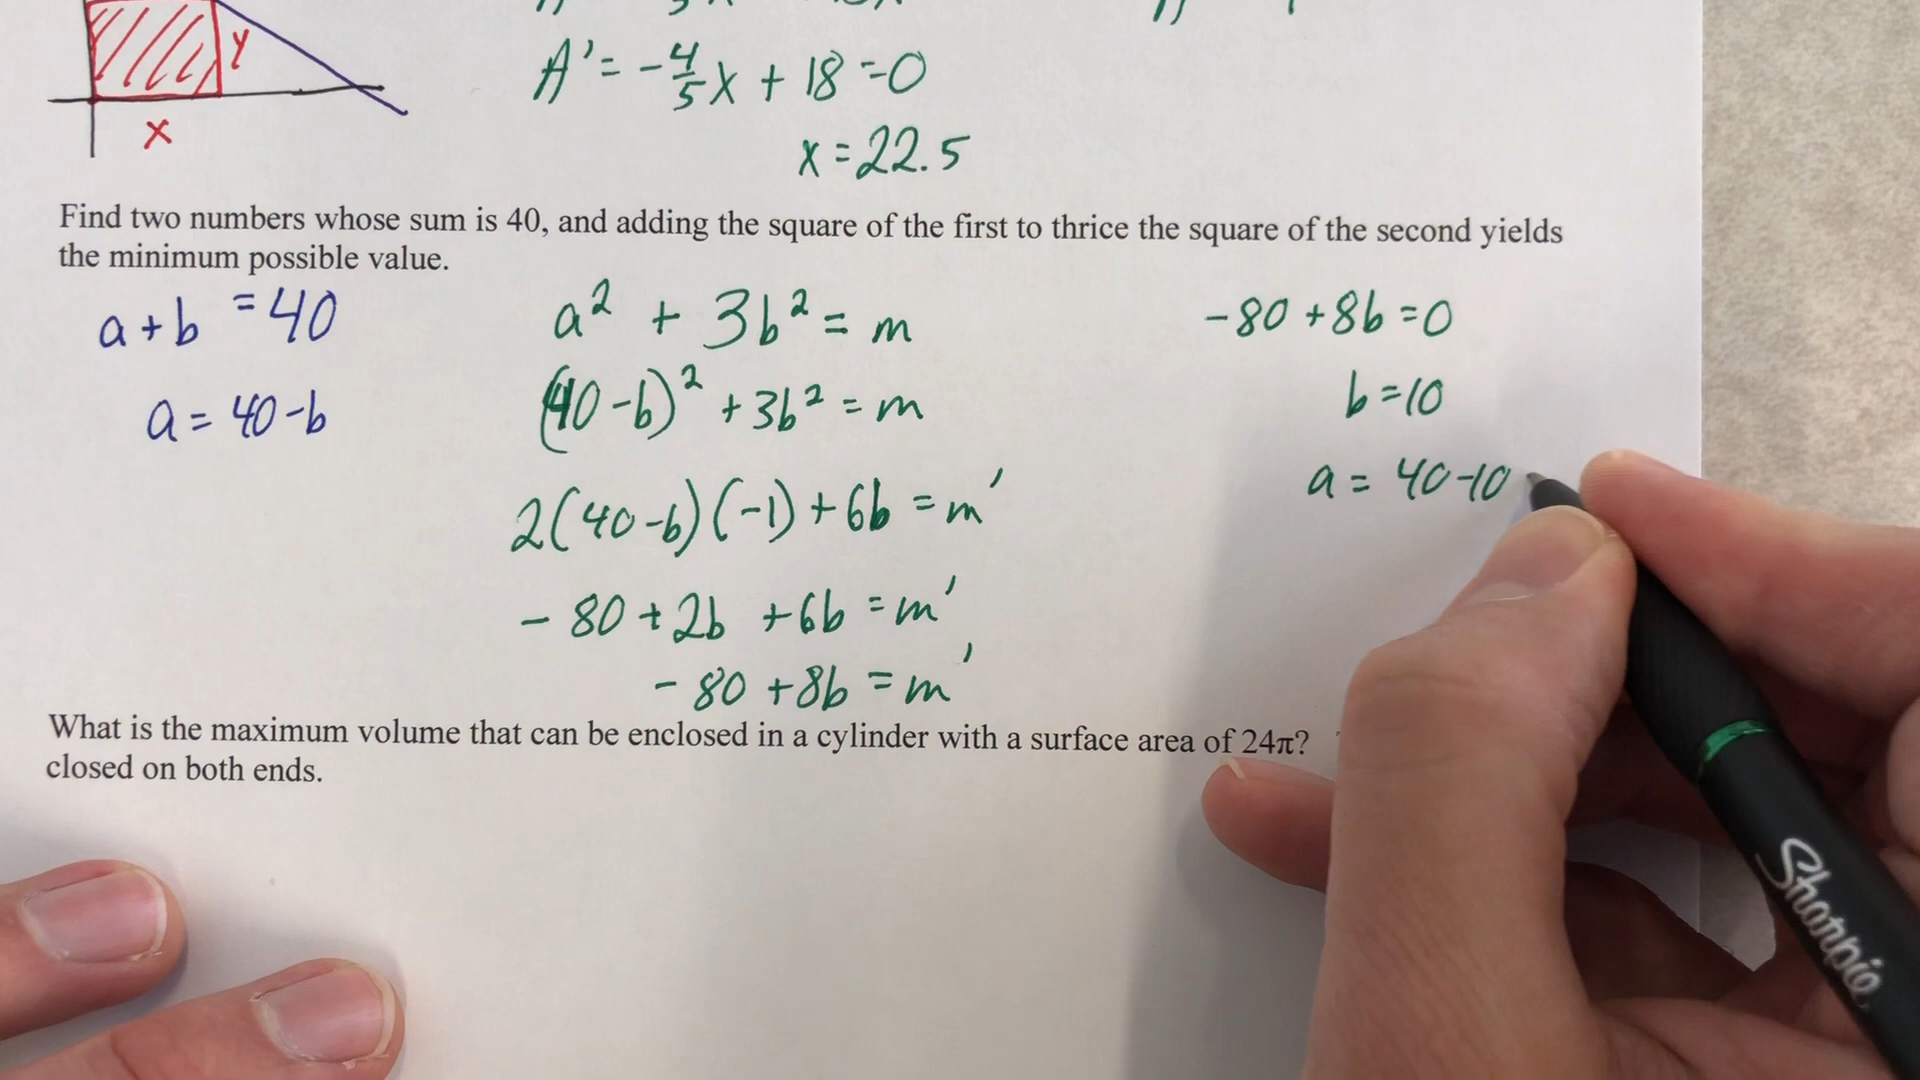 y
x
A' = -4/5x + 18 = 0
x = 22.5
Find two numbers whose sum is 40, and adding the square of the first to thrice the square of the second yields
the minimum possible value.
a + b = 40
a = 40 - b
a² + 3b² = m
(40 - b)² + 3b² = m
2(40 - b)(-1) + 6b = m'
- 80 + 2b + 6b = m'
- 80 + 8b = m'
-80 + 8b = 0
b = 10
a = 40 - 10
What is the maximum volume that can be enclosed in a cylinder with a surface area of 24π?
closed on both ends.
Sharpie